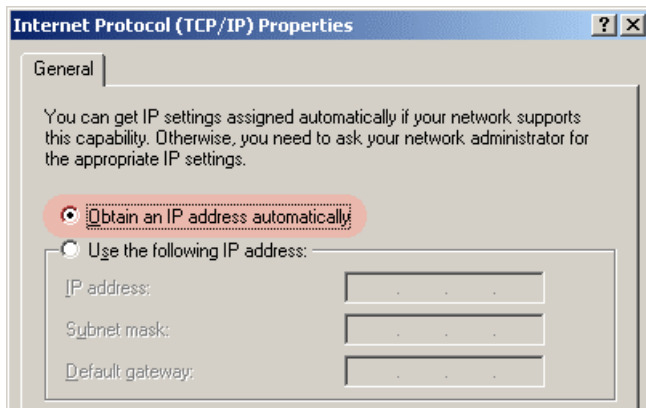 Internet Protocol (TCP/IP) Properties
General
You can get IP settings assigned automatically if your network supports
this capability. Otherwise, you need to ask your network administrator for
the appropriate IP settings.
Obtain an IP address automatically
Use the following IP address:
IP address:
Subnet mask:
Default gateway: